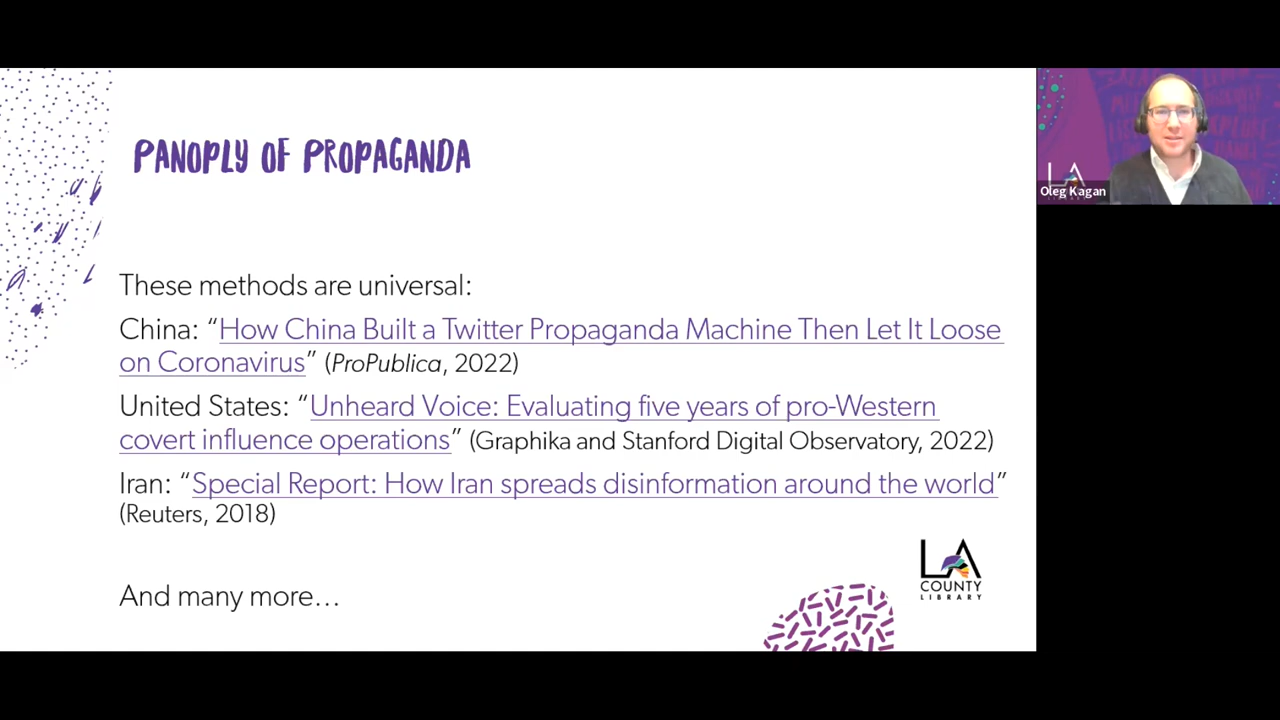 PANOPLY OF PROPAGANDA
These methods are universal:
China: “How China Built a Twitter Propaganda Machine Then Let It Loose
on Coronavirus” (ProPublica, 2022)
United States: “Unheard Voice: Evaluating five years of pro-Western
covert influence operations” (Graphika and Stanford Digital Observatory, 2022)
Iran: “Special Report: How Iran spreads disinformation around the world”
(Reuters, 2018)
And many more…
LA
COUNTY
LIBRARY
LA
Oleg Kagan